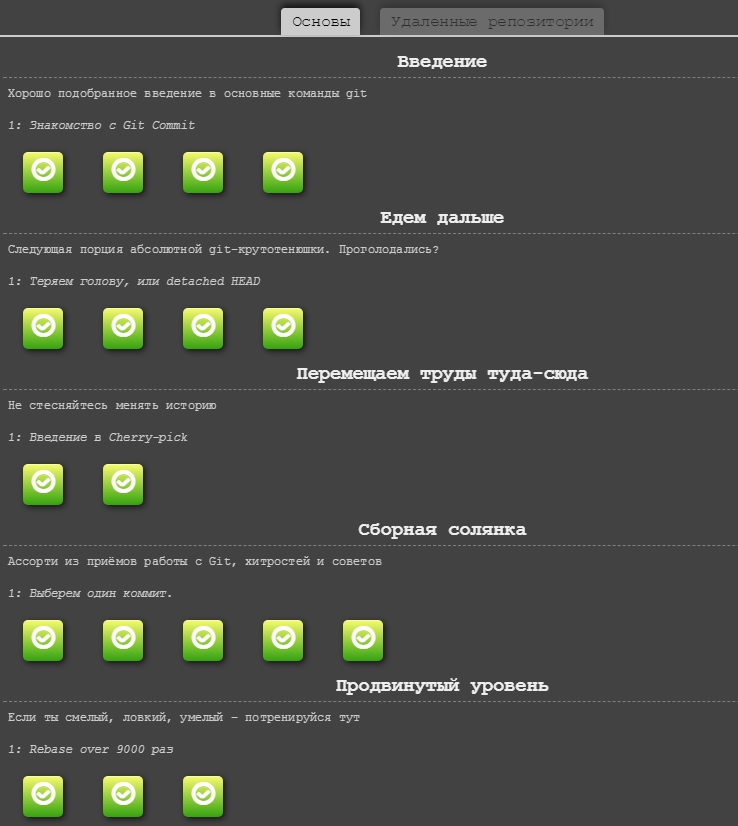 Основы Удаленные репозитории
Введение
Хорошо подобранное введение в основные команды git
1: Знакомство с Git Commit
Едем дальше
Следующая порция абсолютной git-крутотенюшки. Проголодались?
1: Теряем голову, или detached HEAD
Перемещаем труды туда-сюда
Не стесняйтесь менять историю
1: Введение в Cherry-pick
Сборная солянка
Ассорти из приёмов работы с Git, хитростей и советов
1: Выберем один коммит.
Продвинутый уровень
Если ты смелый, ловкий, умелый – потренируйся тут
1: Rebase over 9000 раз